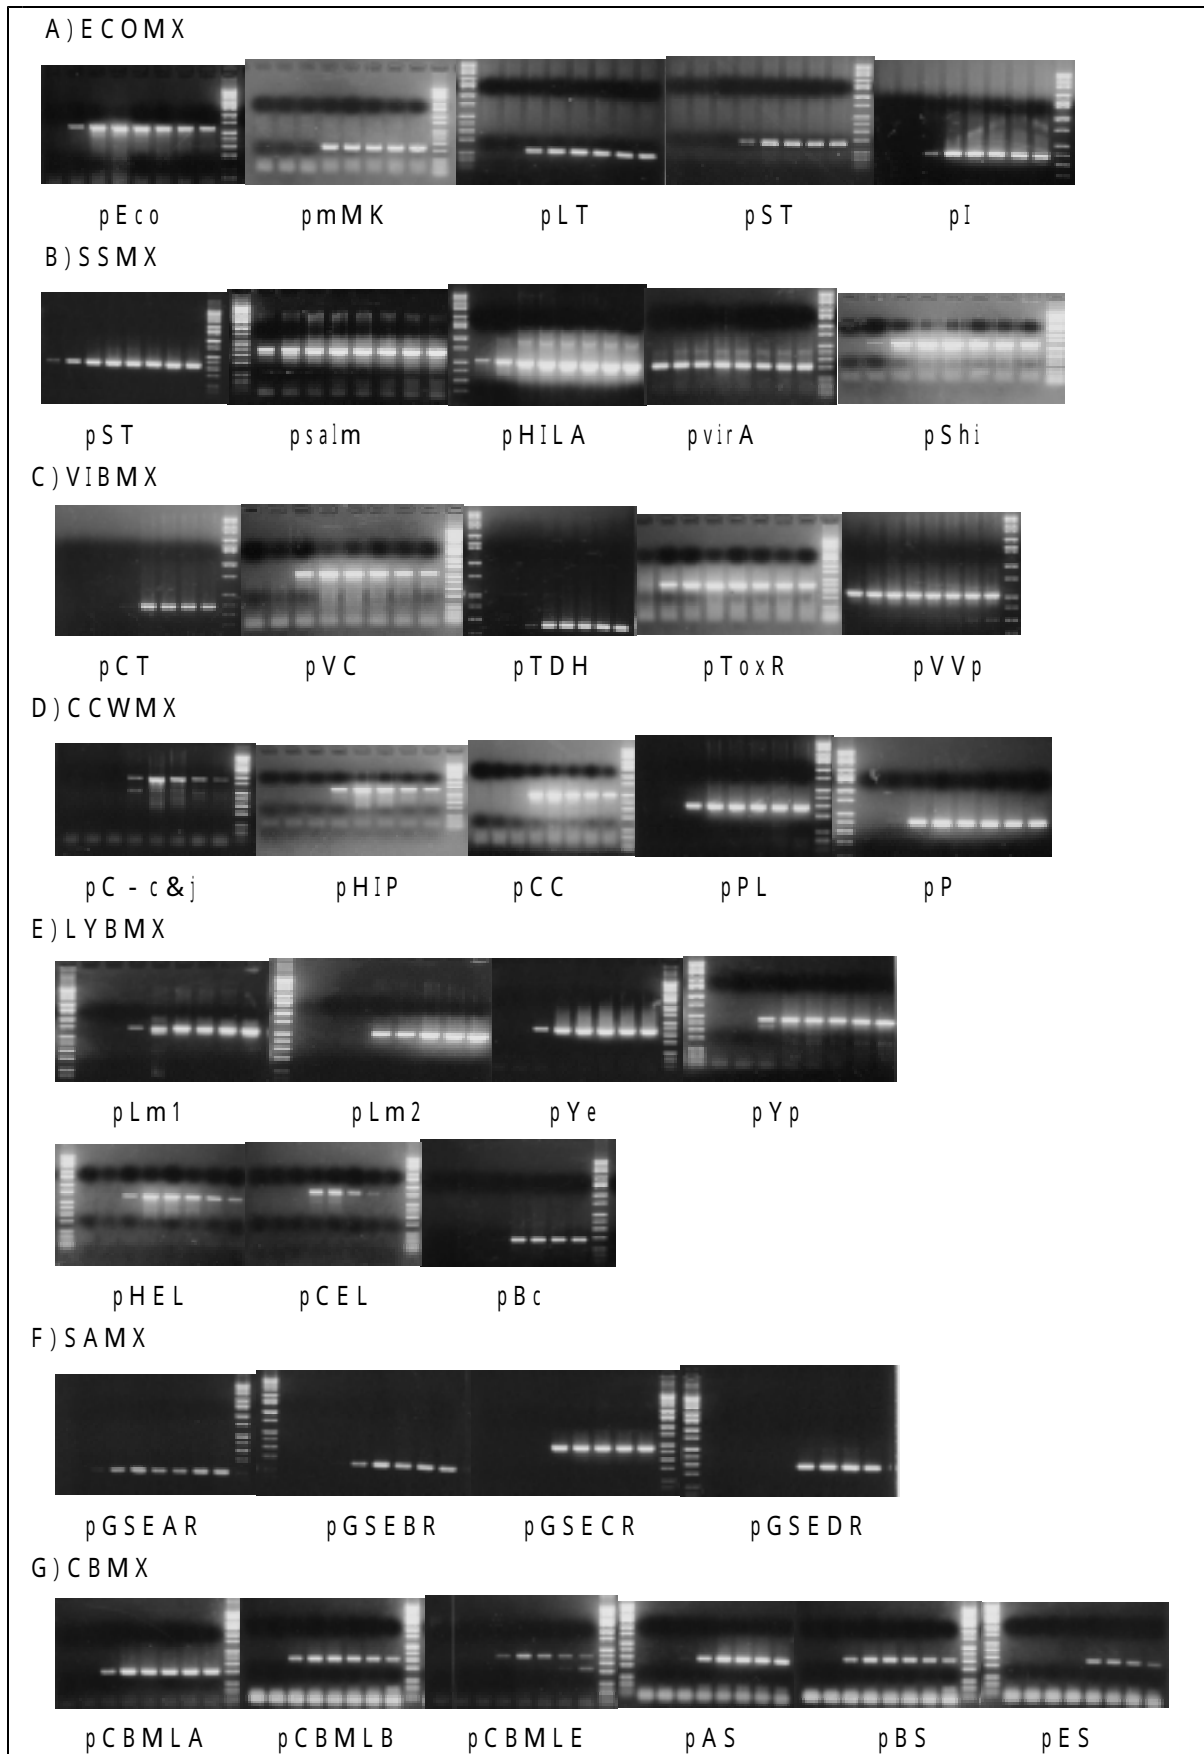 A) ECOMX
pEco pmMK pLT pST pI
B) SSMX
pST psalm pHILA pvirA pShi
C) VIBMX
pCT pVC pTDH pToxR pVVp
D) CCWMX
pC - c&j pHIP pCC pPL pP
E) LYBMX
pLm1 pLm2 pYe pYp
pHEL pCEL pBc
F) SAMX
pGSEAR pGSEBR pGSECR pGSEDR
G) CBMX
pCBMLA pCBMLB pCBMLE pAS pBS pES